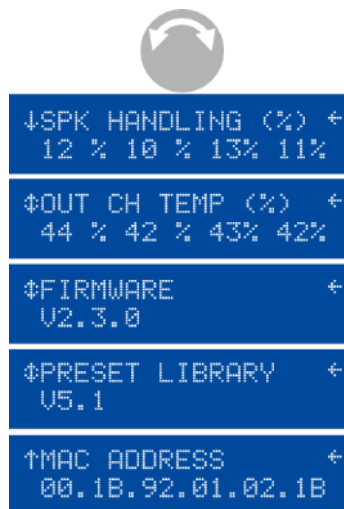 ↓SPK HANDLING (%) ←
12 % 10 % 13% 11%
↕OUT CH TEMP (%) ←
44 % 42 % 43% 42%
↕FIRMWARE ←
V2.3.0
↕PRESET LIBRARY ←
V5.1
↑MAC ADDRESS ←
00.1B.92.01.02.1B